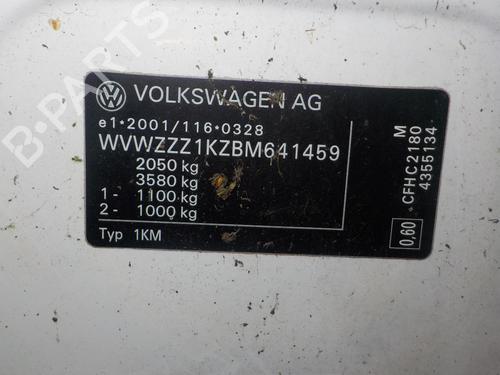 VOLKSWAGEN AG
e1*2001/116*0328
WVWZZZ1KZBM641459
2050 kg
3580 kg
1- 1100 kg
2- 1000 kg
Typ 1KM
CFHC2180 M
4355134
0,60
B-PARTS